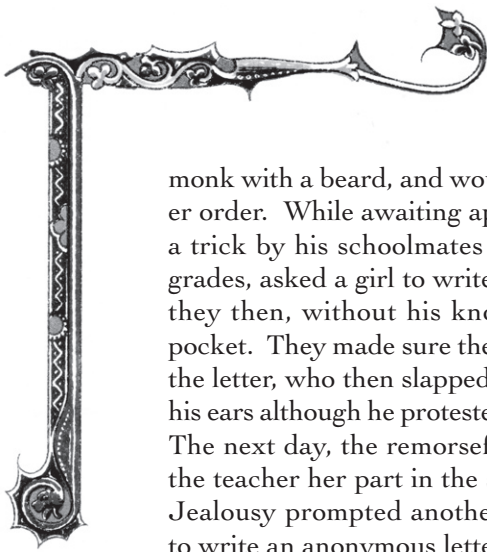 monk with a beard, and wou
er order. While awaiting ap
a trick by his schoolmates
grades, asked a girl to write
they then, without his kno
pocket. They made sure the
the letter, who then slapped
his ears although he proteste
The next day, the remorsef
the teacher her part in the
Jealousy prompted anothe
to write an anonymous lette